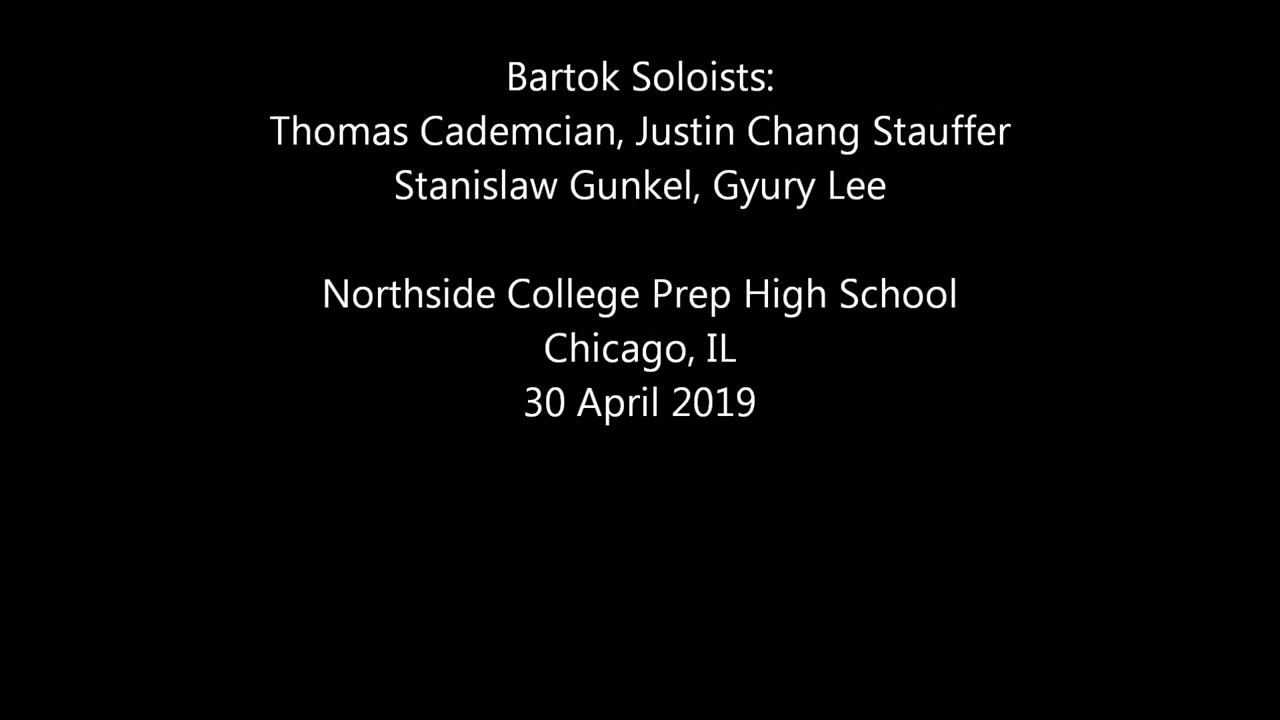 Bartok Soloists:
Thomas Cademcian, Justin Chang Stauffer
Stanislaw Gunkel, Gyury Lee
Northside College Prep High School
Chicago, IL
30 April 2019